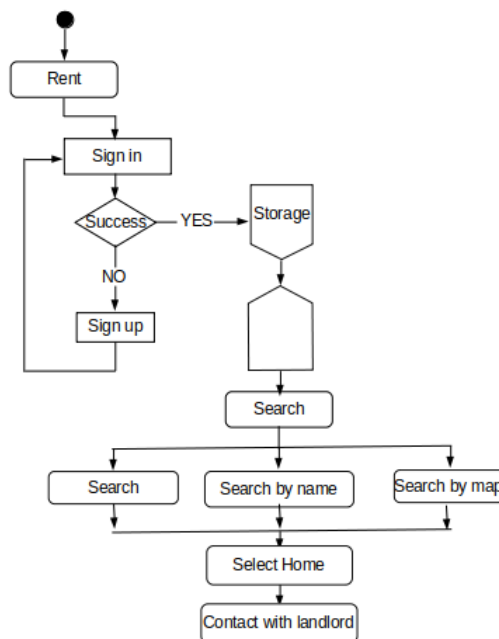 Rent
Sign in
Success
YES
Storage
NO
Sign up
Search
Search
Search by name
Search by map
Select Home
Contact with landlord